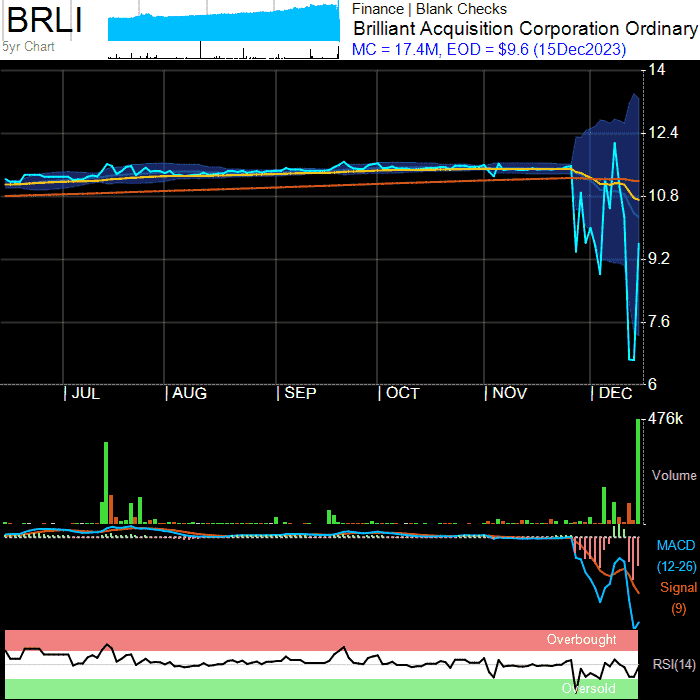 BRLI
5yr Chart
Finance | Blank Checks
Brilliant Acquisition Corporation Ordinary
MC = 17.4M, EOD = $9.6 (15Dec2023)
14
12.4
10.8
9.2
7.6
6
JUL AUG SEP OCT NOV DEC
476k
Volume
MACD
(12-26)
Signal
(9)
Overbought
RSI(14)
Oversold